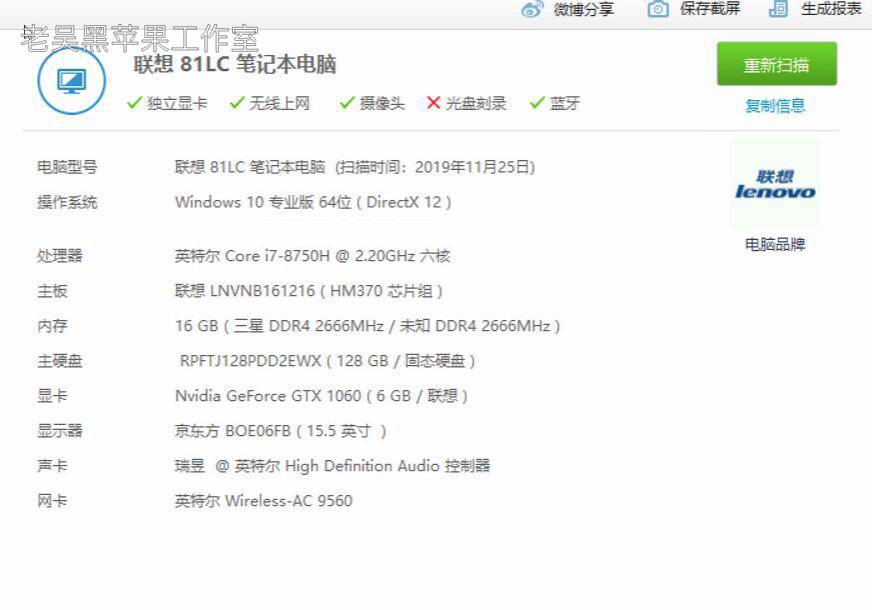 微博分享 保存截屏 生成报表
老吴黑苹果工作室
联想 81LC 笔记本电脑
重新扫描
独立显卡 无线上网 摄像头 光盘刻录 蓝牙
复制信息
电脑型号 联想 81LC 笔记本电脑 (扫描时间：2019年11月25日)
操作系统 Windows 10 专业版 64位 ( DirectX 12 )
联想
lenovo
电脑品牌
处理器 英特尔 Core i7-8750H @ 2.20GHz 六核
主板 联想 LNVNB161216 ( HM370 芯片组 )
内存 16 GB ( 三星 DDR4 2666MHz / 未知 DDR4 2666MHz )
主硬盘 RPFTJ128PDD2EWX ( 128 GB / 固态硬盘 )
显卡 Nvidia GeForce GTX 1060 ( 6 GB / 联想 )
显示器 京东方 BOE06FB ( 15.5 英寸 )
声卡 瑞昱 @ 英特尔 High Definition Audio 控制器
网卡 英特尔 Wireless-AC 9560